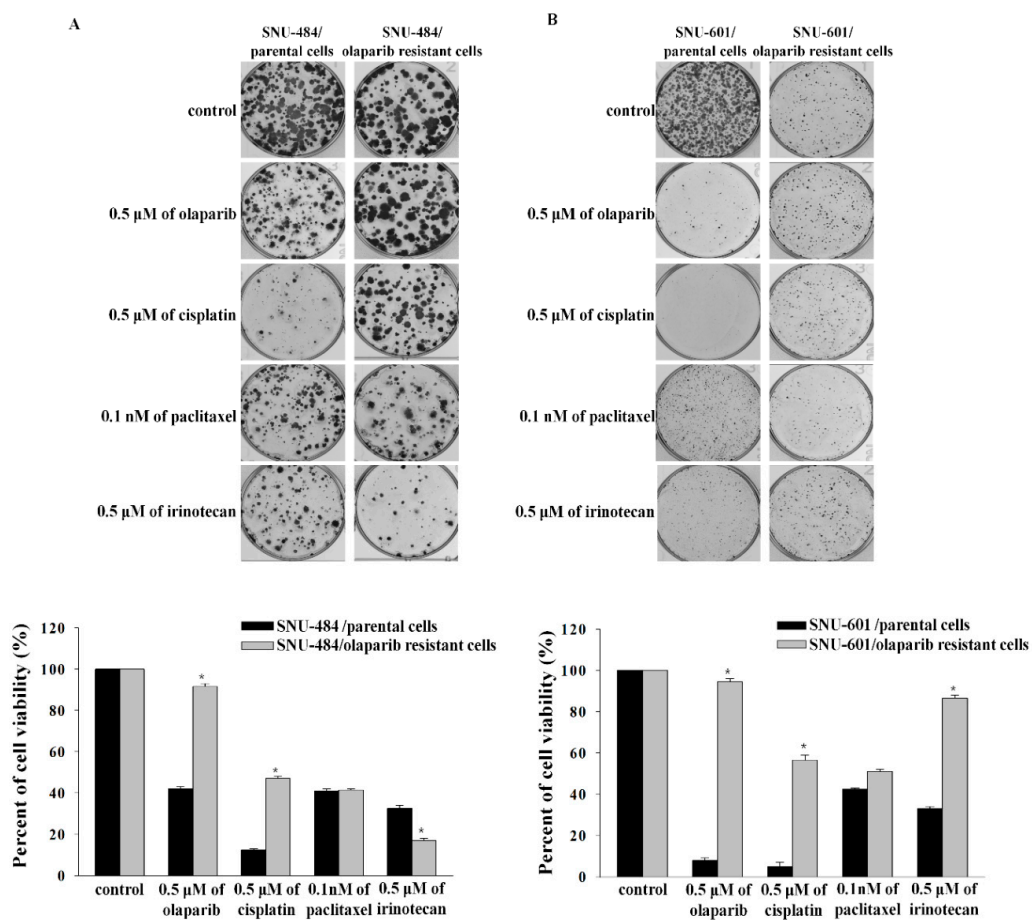 A
SNU-484/ SNU-484/
parental cells olaparib resistant cells
control
0.5 µM of olaparib
0.5 µM of cisplatin
0.1 nM of paclitaxel
0.5 µM of irinotecan
B
SNU-601/ SNU-601/
parental cells olaparib resistant cells
control
0.5 µM of olaparib
0.5 µM of cisplatin
0.1 nM of paclitaxel
0.5 µM of irinotecan
Percent of cell viability (%)
120
100
80
60
40
20
0
SNU-484 /parental cells
SNU-484/olaparib resistant cells
*
*
*
control 0.5 µM of 0.5 µM of 0.1nM of 0.5 µM of
olaparib cisplatin paclitaxel irinotecan
Percent of cell viability (%)
120
100
80
60
40
20
0
SNU-601 /parental cells
SNU-601/olaparib resistant cells
*
*
*
control 0.5 µM of 0.5 µM of 0.1nM of 0.5 µM of
olaparib cisplatin paclitaxel irinotecan